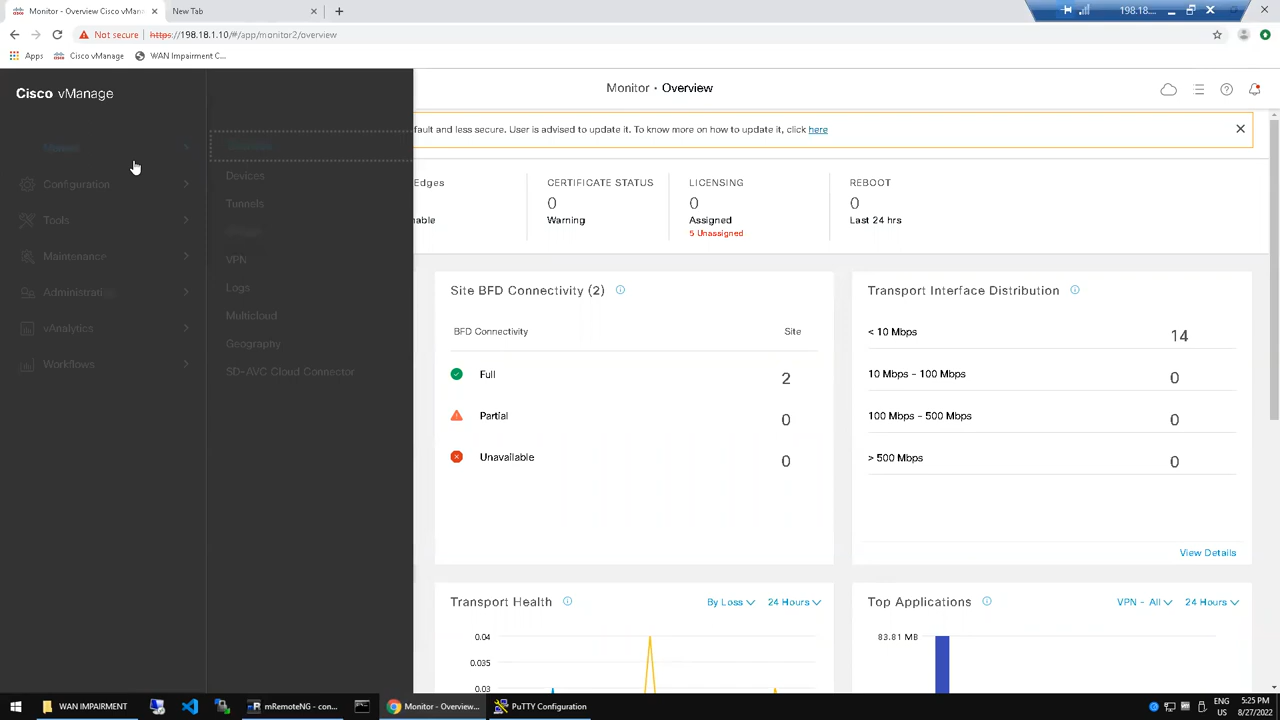 Monitor - Overview Cisco vMan
New Tab
198.18....
Not secure
https://198.18.1.10/#/app/monitor2/overview
Apps
Cisco vManage
WAN Impairment C...
Cisco vManage
Monitor · Overview
fault and less secure. User is advised to update it. To know more on how to update it, click here
Monitor
Configuration
Tools
Maintenance
Administrati
vAnalytics
Workflows
Overview
Devices
Tunnels
VPN
Logs
Multicloud
Geography
SD-AVC Cloud Connector
Edges
able
CERTIFICATE STATUS
0
Warning
LICENSING
0
Assigned
5 Unassigned
REBOOT
0
Last 24 hrs
Site BFD Connectivity (2)
BFD Connectivity Site
Full 2
Partial 0
Unavailable 0
Transport Interface Distribution
< 10 Mbps 14
10 Mbps - 100 Mbps 0
100 Mbps - 500 Mbps 0
> 500 Mbps 0
View Details
Transport Health By Loss 24 Hours
0.04
0.035
0.03
Top Applications VPN - All 24 Hours
83.81 MB
WAN IMPAIRMENT
mRemoteNG - con...
Monitor - Overview...
PuTTY Configuration
ENG
US
5:25 PM
8/27/2022